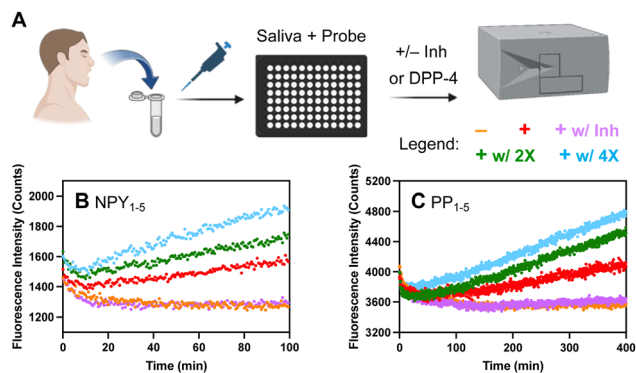 A
Saliva + Probe
+/– Inh
or DPP-4
Legend: – + + w/ Inh
+ w/ 2X + w/ 4X
B NPY1-5
Fluorescence Intensity (Counts)
2000
1800
1600
1400
1200
0 20 40 60 80 100
Time (min)
C PP1-5
Fluorescence Intensity (Counts)
5200
4800
4400
4000
3600
3200
0 100 200 300 400
Time (min)